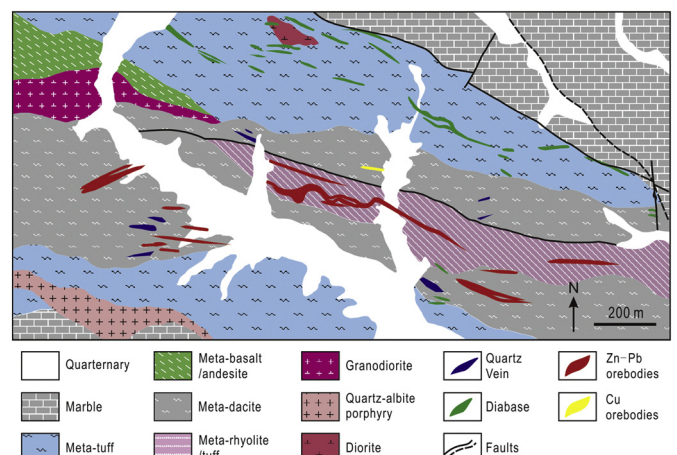 N
200 m
Quarternary
Meta-basalt
/andesite
Granodiorite
Quartz
Vein
Zn-Pb
orebodies
Marble
Meta-dacite
Quartz-albite
porphyry
Diabase
Cu
orebodies
Meta-tuff
Meta-rhyolite
/tuff
Diorite
Faults